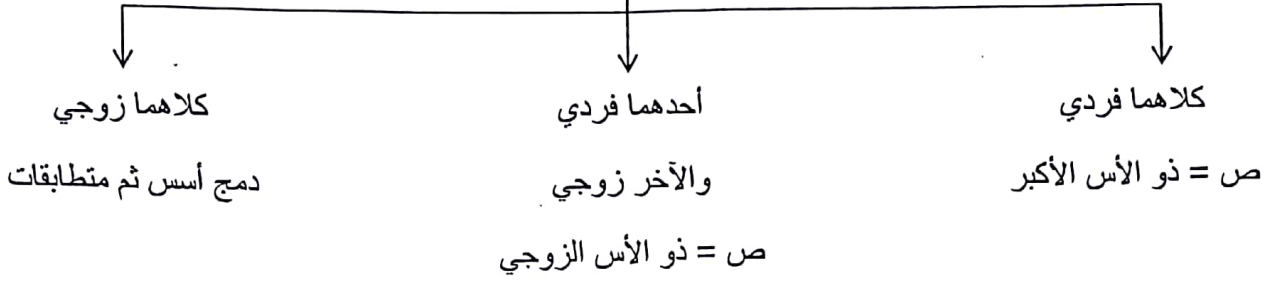 كلاهما فردي
ص = ذو الأس الأكبر
أحدهما فردي
والآخر زوجي
ص = ذو الأس الزوجي
كلاهما زوجي
دمج أسس ثم متطابقات